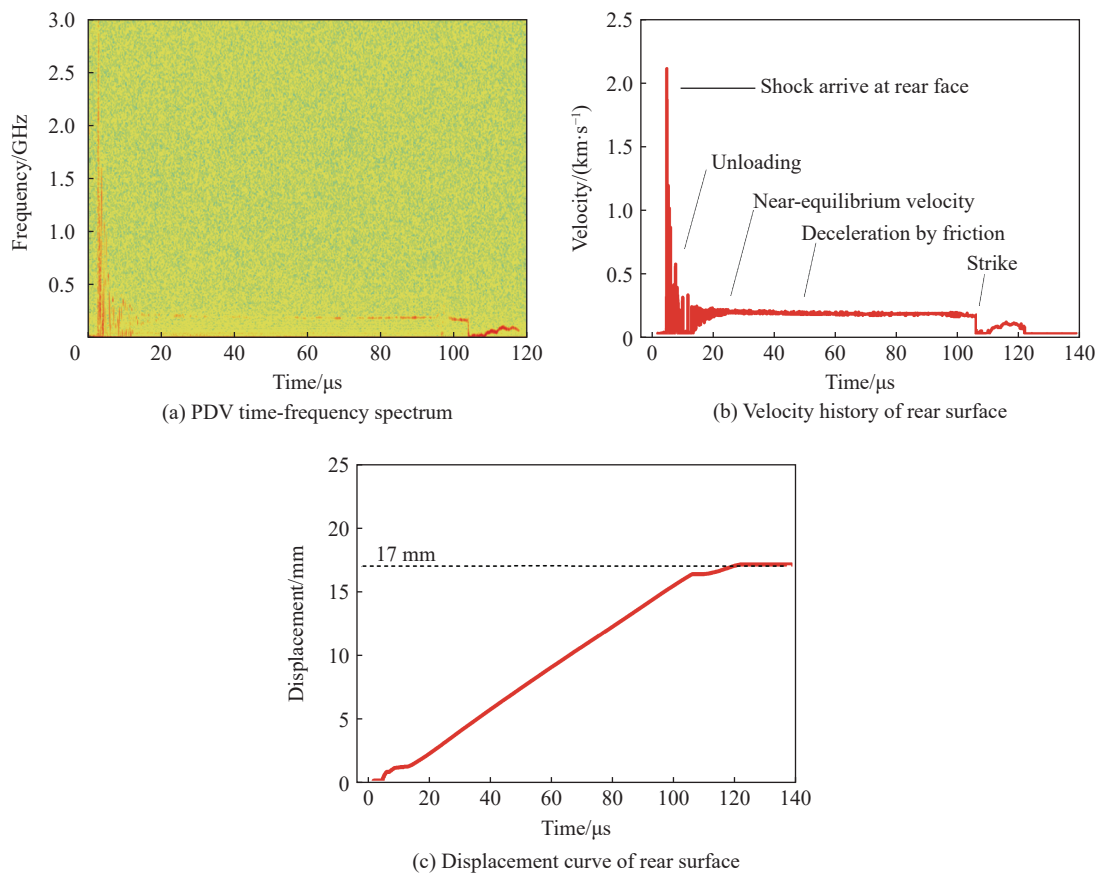 3.0
2.5
2.0
1.5
1.0
0.5
0
20
40
60
80
100
120
Frequency/GHz
Time/μs
(a) PDV time-frequency spectrum
2.5
2.0
1.5
1.0
0.5
0
0
20
40
60
80
100
120
140
Velocity/(km·s⁻¹)
Shock arrive at rear face
Unloading
Near-equilibrium velocity
Deceleration by friction
Strike
Time/μs
(b) Velocity history of rear surface
25
20
15
10
5
0
0
20
40
60
80
100
120
140
Displacement/mm
17 mm
Time/μs
(c) Displacement curve of rear surface